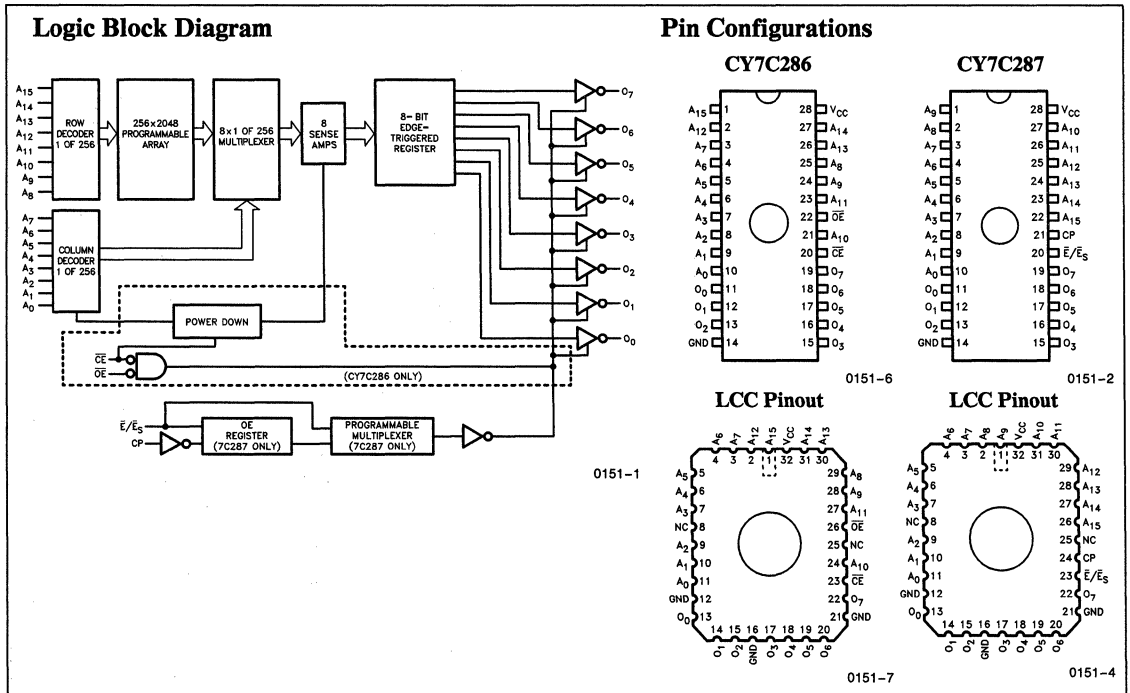 Logic Block Diagram
A15
A14
A13
A12
A11
A10
A9
A8
ROW
DECODER
1 OF 256
256x2048
PROGRAMMABLE
ARRAY
8x1 OF 256
MULTIPLEXER
8
SENSE
AMPS
8-BIT
EDGE-
TRIGGERED
REGISTER
O7
O6
O5
O4
O3
O2
O1
O0
A7
A6
A5
A4
A3
A2
A1
A0
COLUMN
DECODER
1 OF 256
POWER DOWN
C̅E̅
O̅E̅
(CY7C286 ONLY)
E̅/E̅S
CP
OE
REGISTER
(7C287 ONLY)
PROGRAMMABLE
MULTIPLEXER
(7C287 ONLY)
0151-1
Pin Configurations
CY7C286
A15 1 28 VCC
A12 2 27 A14
A7 3 26 A13
A6 4 25 A8
A5 5 24 A9
A4 6 23 A11
A3 7 22 O̅E̅
A2 8 21 A10
A1 9 20 C̅E̅
A0 10 19 O7
O0 11 18 O6
O1 12 17 O5
O2 13 16 O4
GND 14 15 O3
0151-6
CY7C287
A9 1 28 VCC
A8 2 27 A10
A7 3 26 A11
A6 4 25 A12
A5 5 24 A13
A4 6 23 A14
A3 7 22 A15
A2 8 21 CP
A1 9 20 E̅/E̅S
A0 10 19 O7
O0 11 18 O6
O1 12 17 O5
O2 13 16 O4
GND 14 15 O3
0151-2
LCC Pinout
A6 A7 A12 A15 VCC A14 A13
4 3 2 1 32 31 30
A5 5 29 A8
A4 6 28 A9
A3 7 27 A11
NC 8 26 O̅E̅
A2 9 25 NC
A1 10 24 A10
A0 11 23 C̅E̅
GND 12 22 O7
O0 13 21 GND
14 15 16 17 18 19 20
O1 O2 GND O3 O4 O5 O6
0151-7
LCC Pinout
A6 A7 A8 A9 VCC A10 A11
4 3 2 1 32 31 30
A5 5 29 A12
A4 6 28 A13
A3 7 27 A14
NC 8 26 A15
A2 9 25 NC
A1 10 24 CP
A0 11 23 E̅/E̅S
GND 12 22 O7
O0 13 21 GND
14 15 16 17 18 19 20
O1 O2 GND O3 O4 O5 O6
0151-4